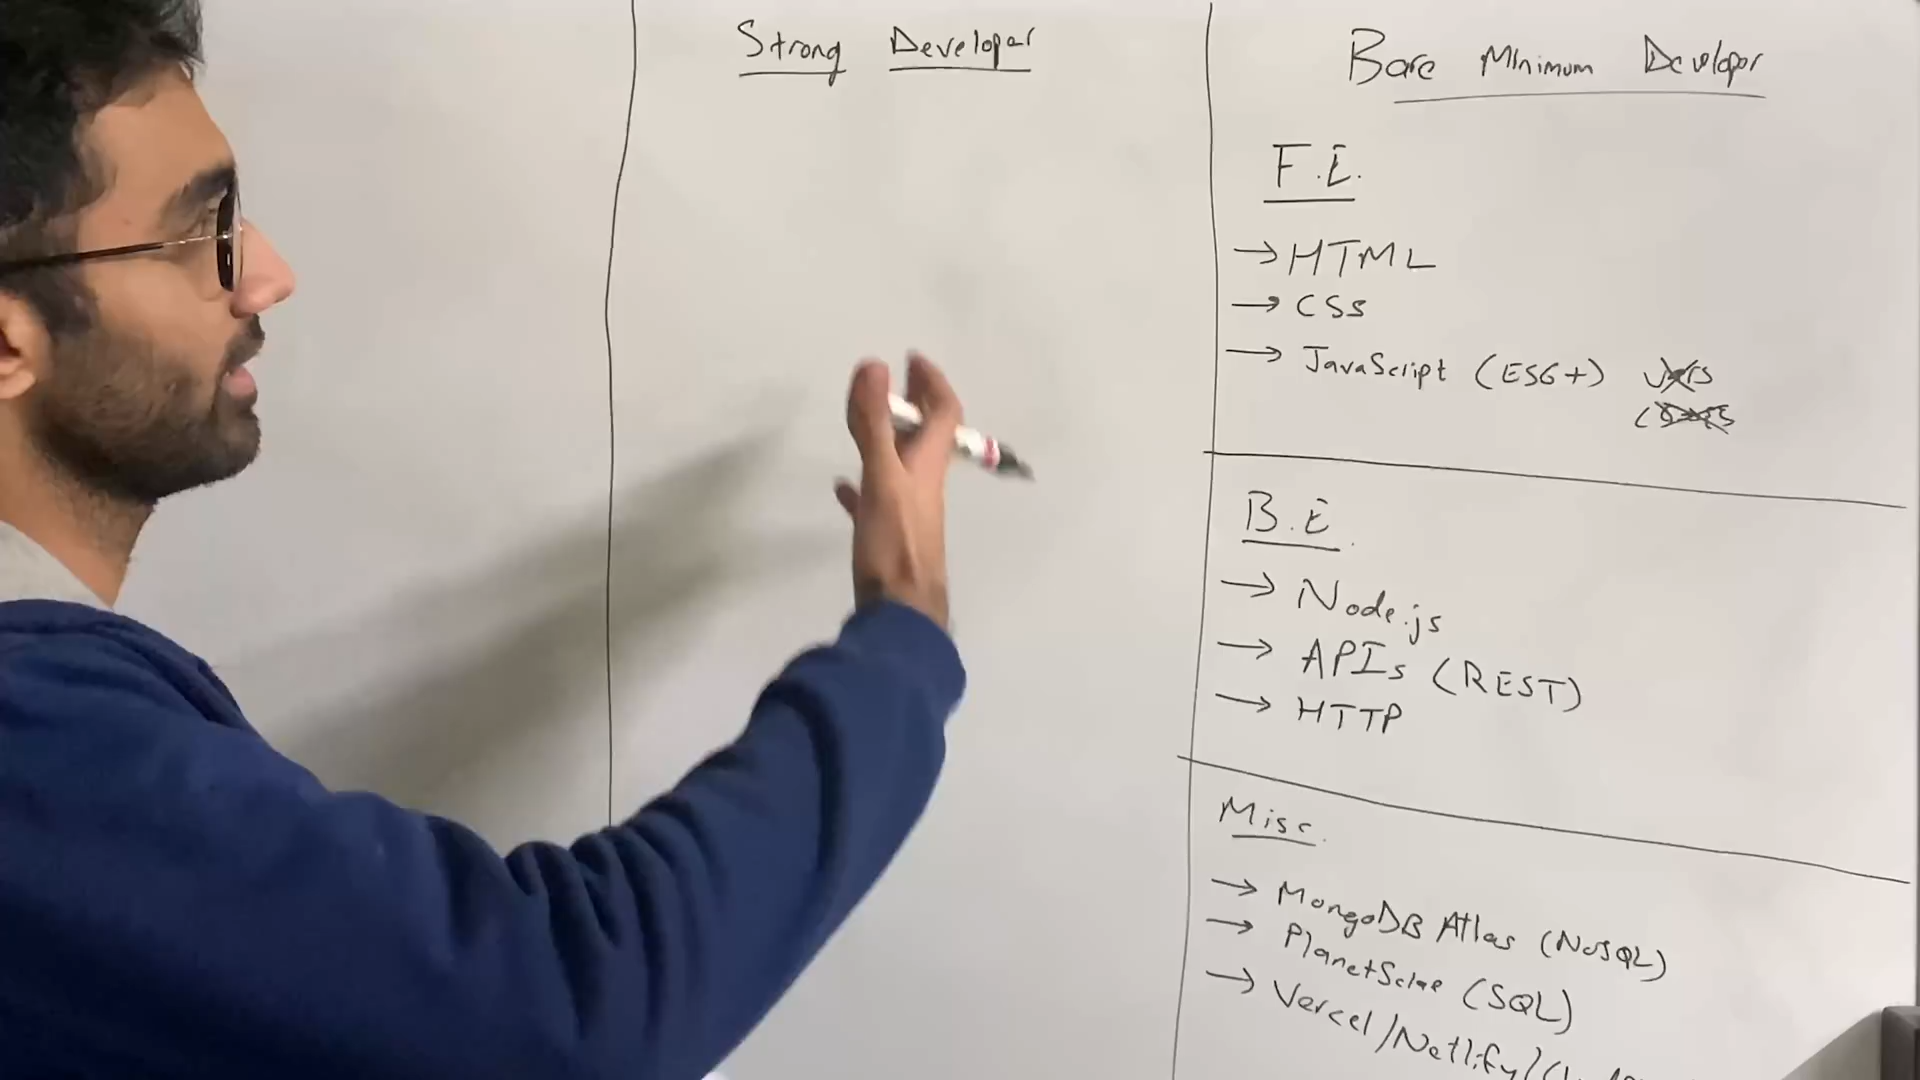 Strong Developer
Bare Minimum Developer
F.E.
→ HTML
→ CSS
→ JavaScript (ES6+)
B.E.
→ Node.js
→ APIs (REST)
→ HTTP
Misc.
→ MongoDB Atlas (NoSQL)
→ PlanetScale (SQL)
→ Vercel/Netlify/